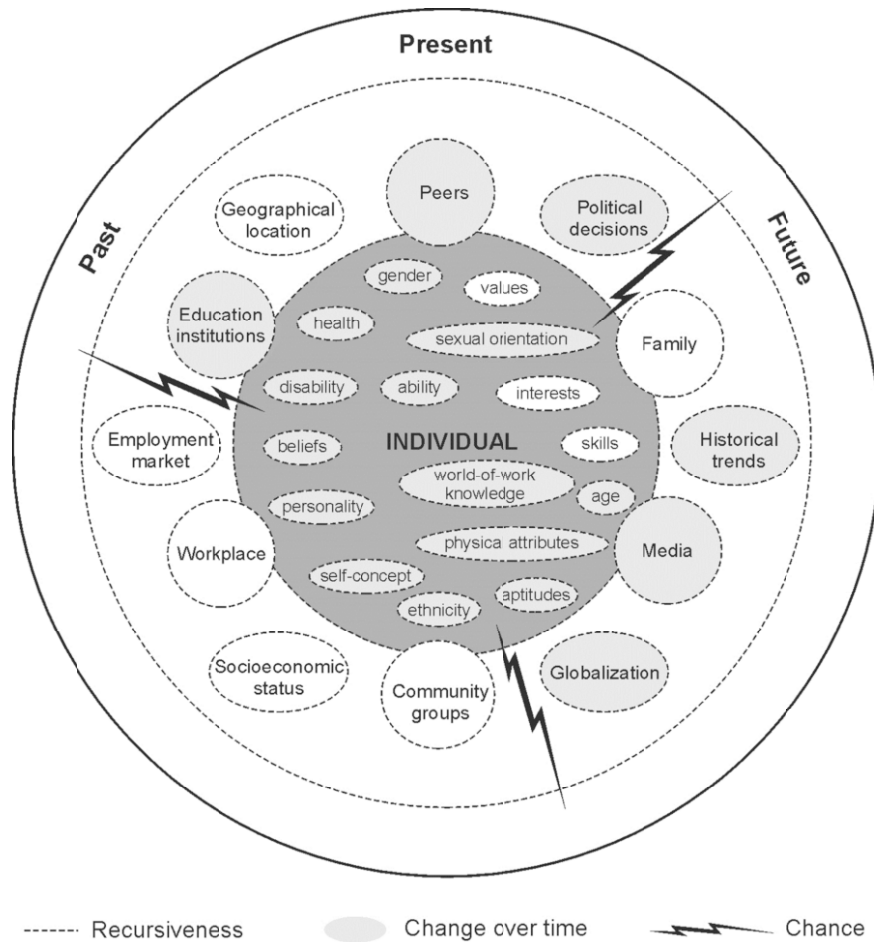 Present
Past
Future
Peers
Geographical
location
Political
decisions
gender
values
Education
institutions
health
sexual orientation
Family
disability
ability
interests
Employment
market
beliefs
INDIVIDUAL
skills
Historical
trends
world-of-work
knowledge
age
personality
Workplace
physica attributes
Media
self-concept
ethnicity
aptitudes
Socioeconomic
status
Community
groups
Globalization
Recursiveness
Change over time
Chance